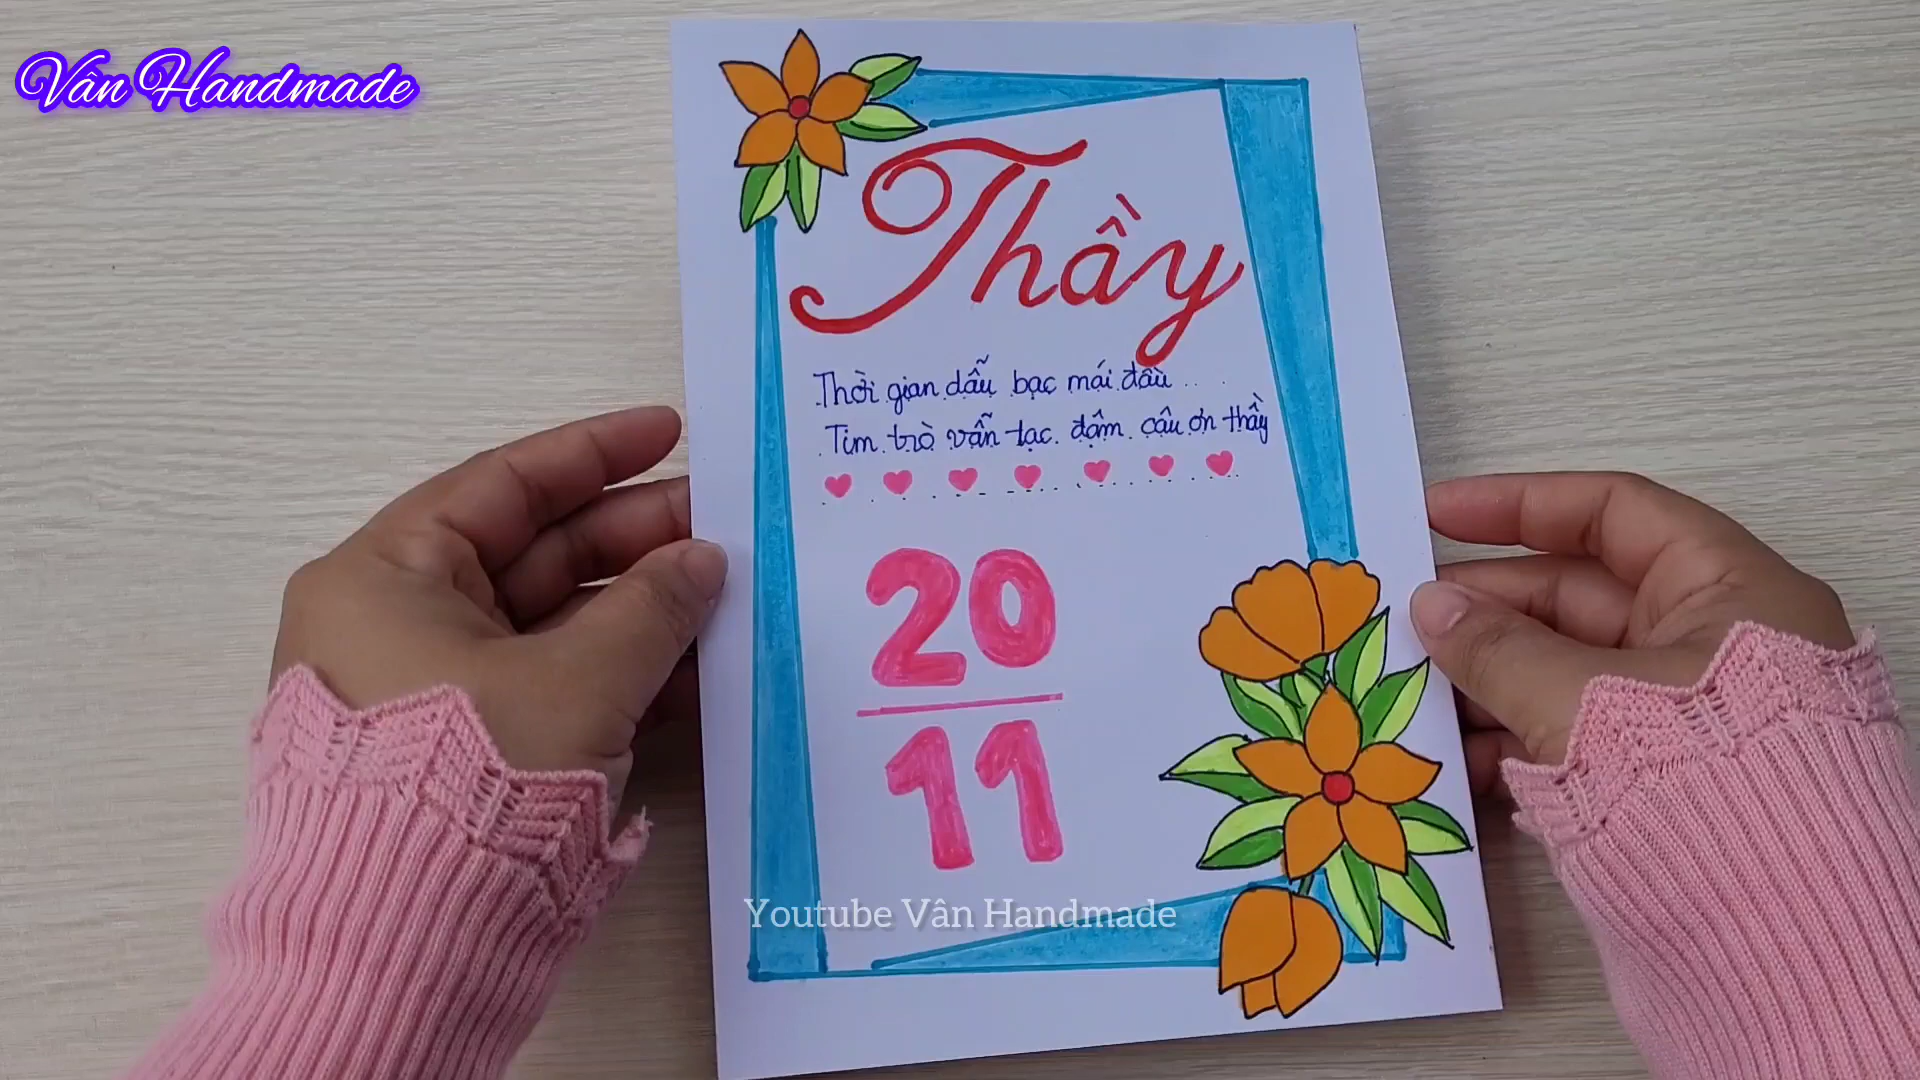 Vân Handmade
Thầy
Thời gian dẫu bạc mái đầu
Tim trò vẫn tạc đậm câu ơn thầy
20
11
Youtube Vân Handmade